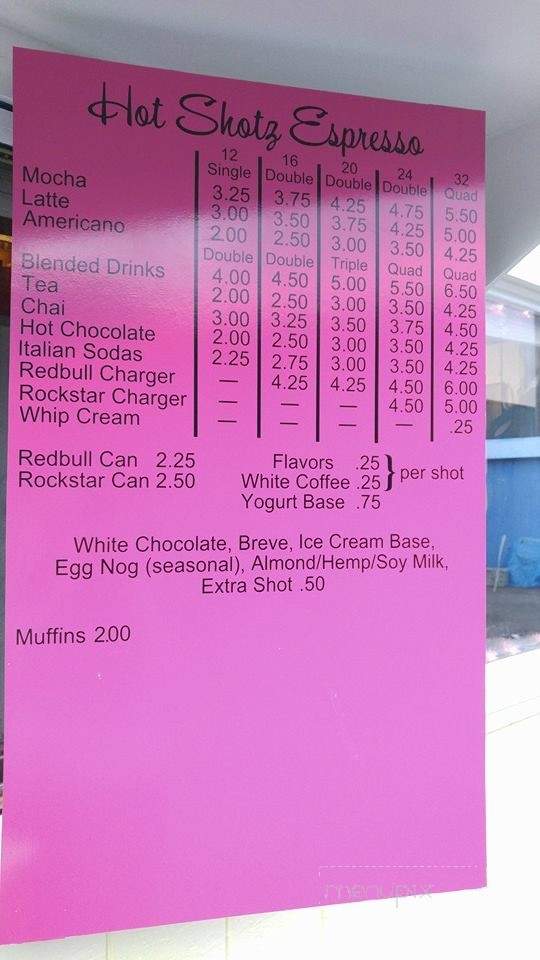 Hot Shotz Espresso
12 16 20 24 32
Single Double Double Double Quad
Mocha 3.25 3.75 4.25 4.75 5.50
Latte 3.00 3.50 3.75 4.25 5.00
Americano 2.00 2.50 3.00 3.50 4.25
Double Double Triple Quad Quad
Blended Drinks 4.00 4.50 5.00 5.50 6.50
Tea 2.00 2.50 3.00 3.50 4.25
Chai 3.00 3.25 3.50 3.75 4.50
Hot Chocolate 2.00 2.50 3.00 3.50 4.25
Italian Sodas 2.25 2.75 3.00 3.50 4.25
Redbull Charger — 4.25 4.25 4.50 6.00
Rockstar Charger — — — 4.50 5.00
Whip Cream — — — — .25
Redbull Can 2.25
Rockstar Can 2.50
Flavors .25
White Coffee .25 } per shot
Yogurt Base .75
White Chocolate, Breve, Ice Cream Base,
Egg Nog (seasonal), Almond/Hemp/Soy Milk,
Extra Shot .50
Muffins 2.00
menupix